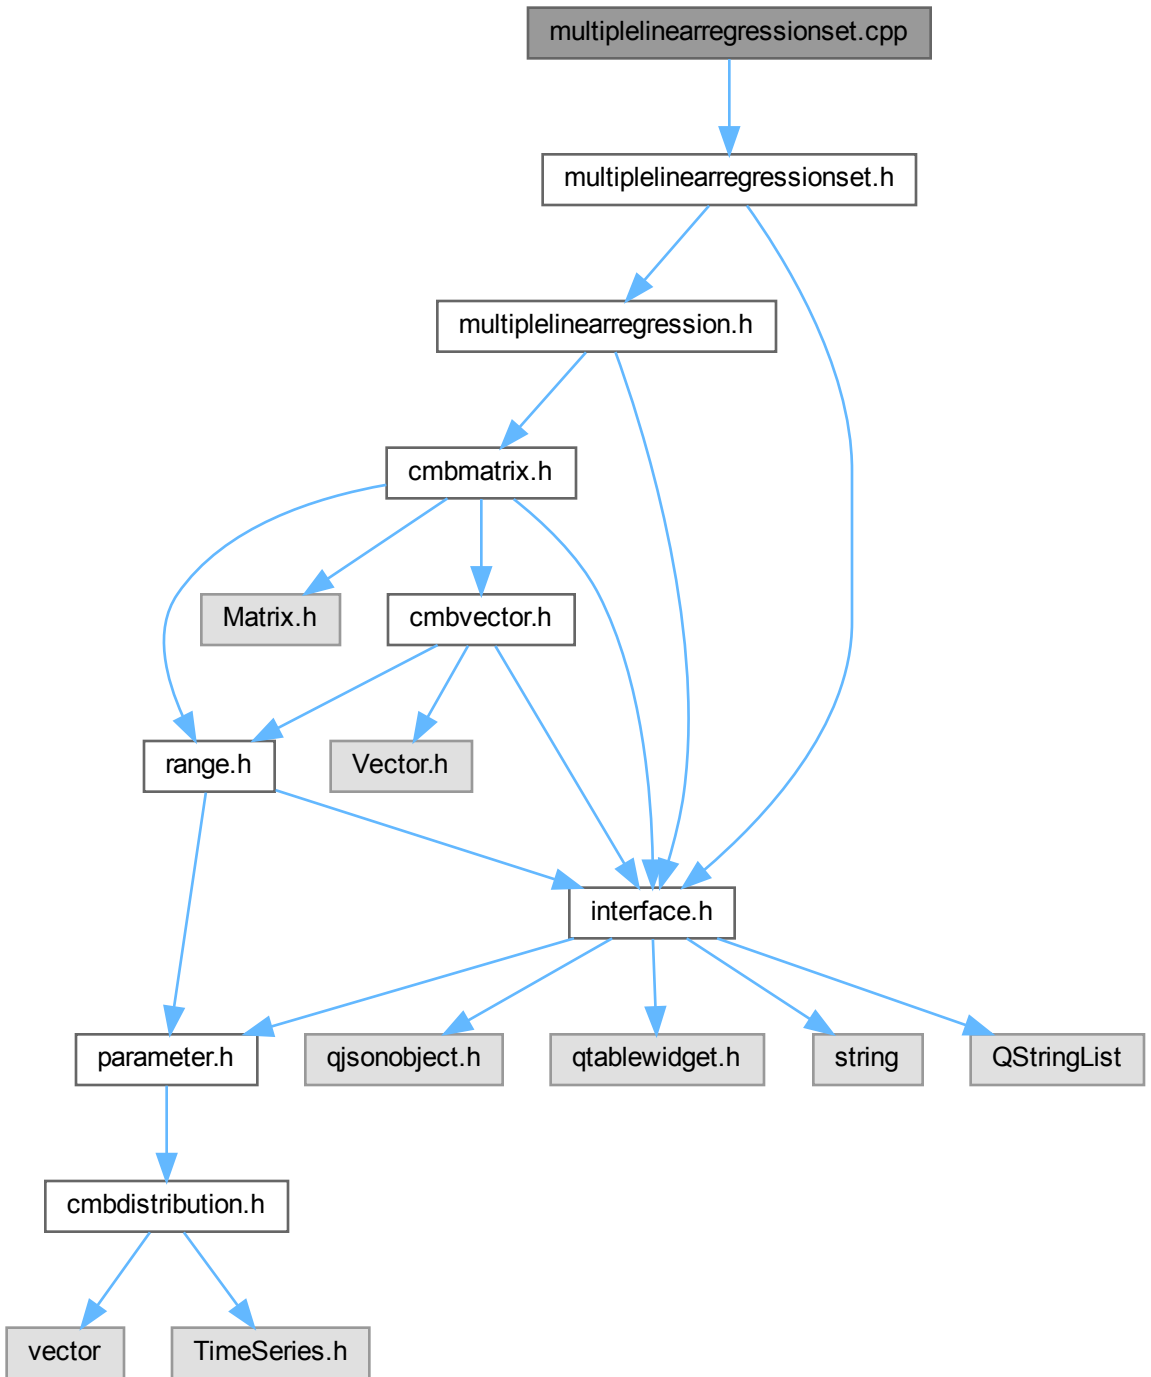 multiplelinearregressionset.cpp
multiplelinearregressionset.h
multiplelinearregression.h
cmbmatrix.h
Matrix.h
cmbvector.h
range.h
Vector.h
interface.h
parameter.h
qjsonobject.h
qtablewidget.h
string
QStringList
cmbdistribution.h
vector
TimeSeries.h